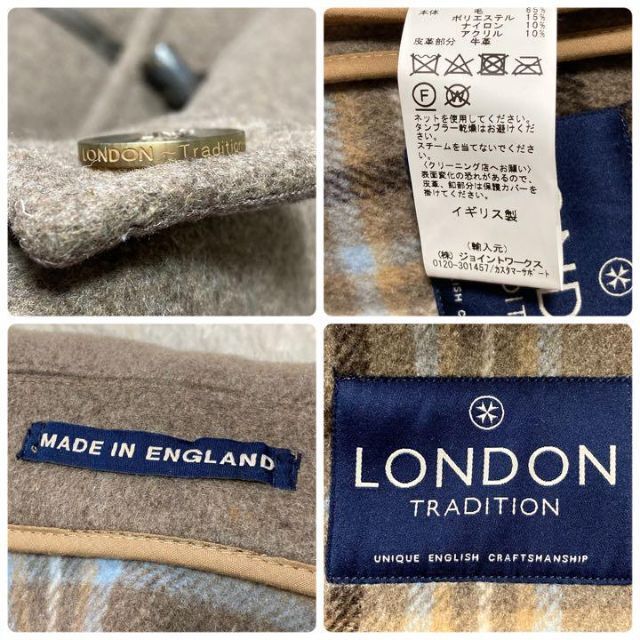 LONDON ~ Tradition
本体 毛 65%
ポリエステル 15%
ナイロン 10%
アクリル 10%
皮革部分 牛革
F
W
ネットを使用してください。
タンブラー乾燥はお避けくだ
さい。
スチームを当てないでくださ
い。
〈クリーニング店へお願い〉
表面変化の恐れがあるので、
皮革、釦部分は保護カバーを
掛けてください。
イギリス製
(輸入元)
(株)ジョイントワークス
0120-301457/カスタマーサポート
ND
DITION
SH
MADE IN ENGLAND
LONDON
TRADITION
UNIQUE ENGLISH CRAFTSMANSHIP